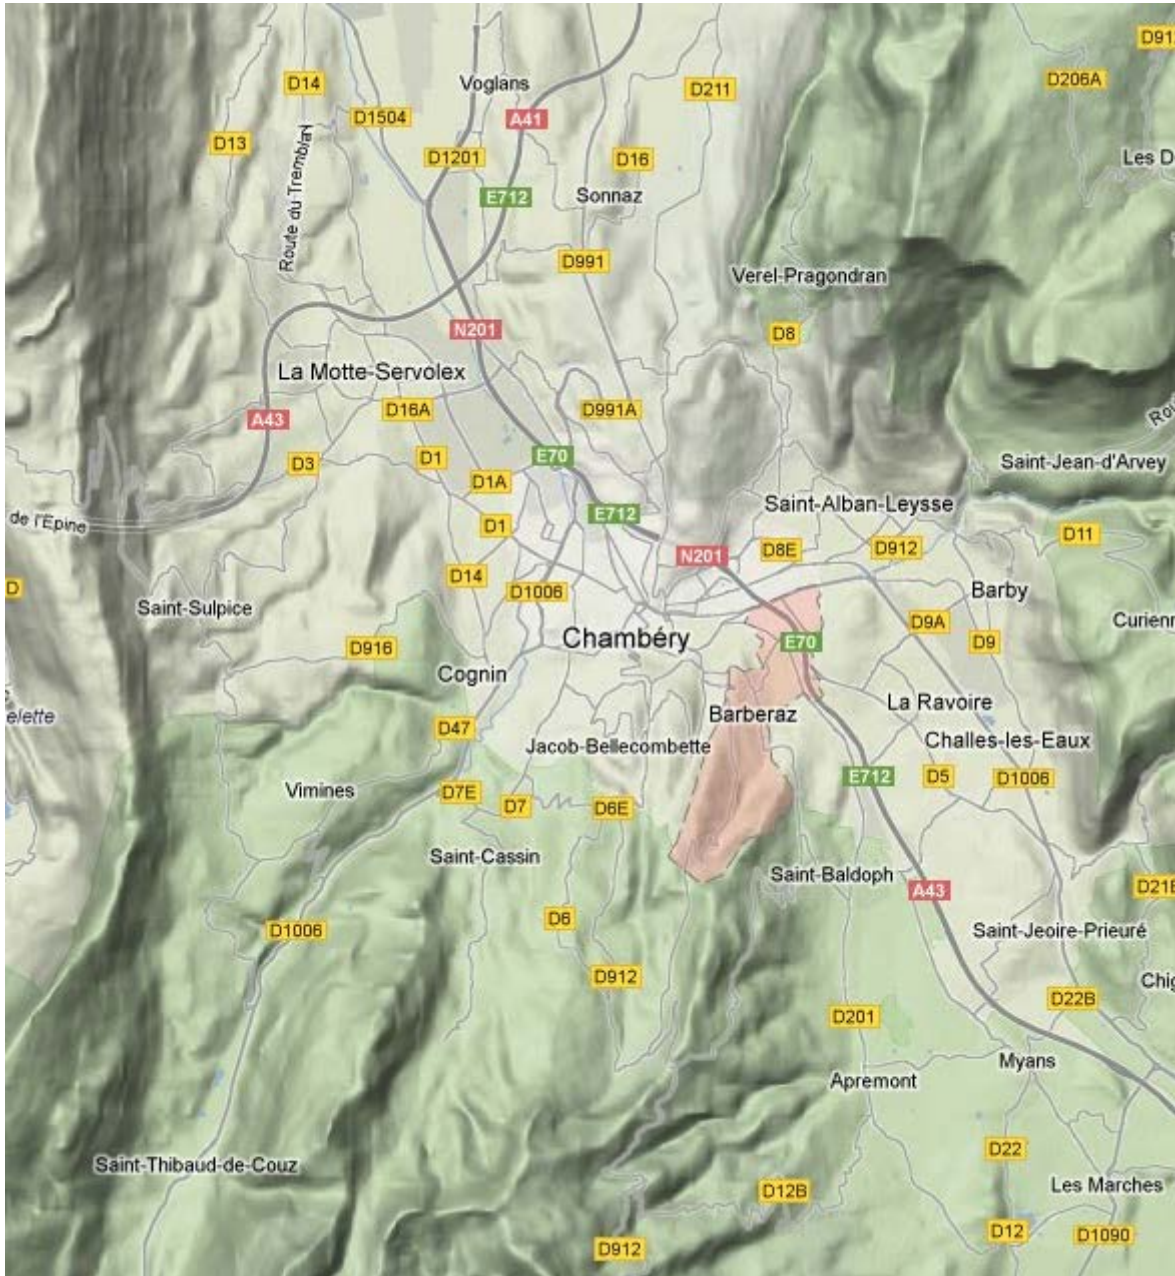 D91
D14
Voglans
D211
D206A
D1504
A41
D13
D1201
D16
Les D
Route du Tremblay
E712
Sonnaz
D991
Verel-Pragondran
N201
D8
La Motte-Servolex
D16A
D991A
A43
Rou
D3
D1
E70
Saint-Jean-d'Arvey
D1A
Saint-Alban-Leysse
E712
de l'Epine
D1
D11
N201
D8E
D912
D14
D
D1006
Barby
Saint-Sulpice
D9A
Curienn
Chambéry
E70
D9
D916
Cognin
La Ravoire
elette
Barberaz
D47
Jacob-Bellecombette
Challes-les-Eaux
E712
D5
D1006
Vimines
D7E
D7
D6E
Saint-Cassin
Saint-Baldoph
A43
D21E
D6
D1006
Saint-Jeoire-Prieuré
D912
Chig
D22B
D201
Myans
Apremont
D22
Saint-Thibaud-de-Couz
D12B
Les Marches
D12
D1090
D912